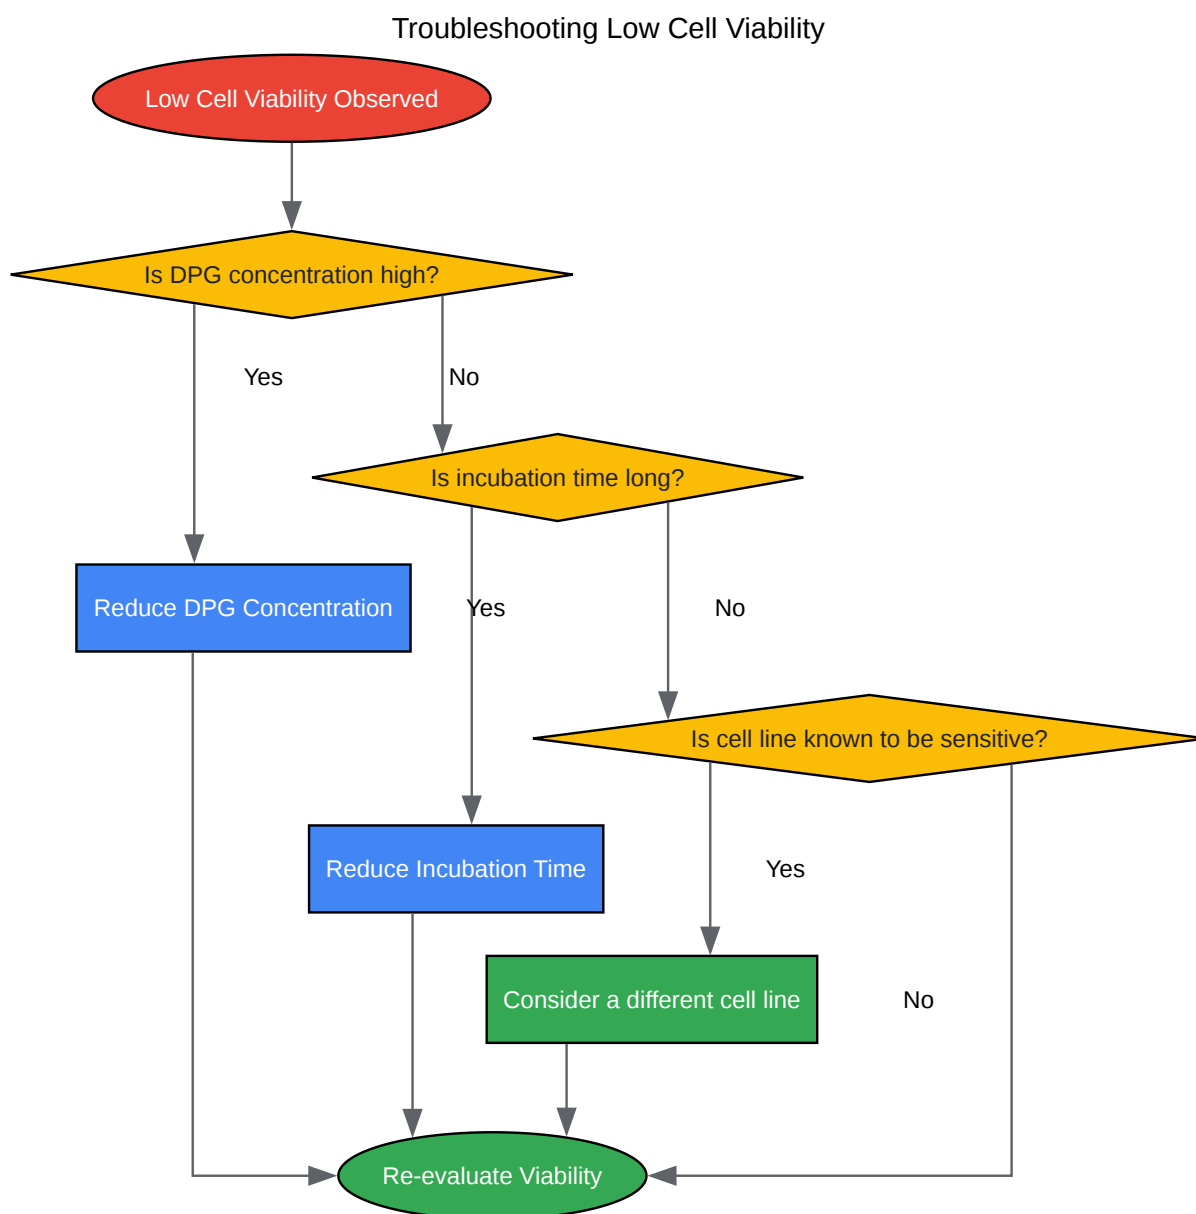 Troubleshooting Low Cell Viability
Low Cell Viability Observed
Is DPG concentration high?
Yes
No
Is incubation time long?
Reduce DPG Concentration
Yes
No
Is cell line known to be sensitive?
Reduce Incubation Time
Yes
Consider a different cell line
No
Re-evaluate Viability